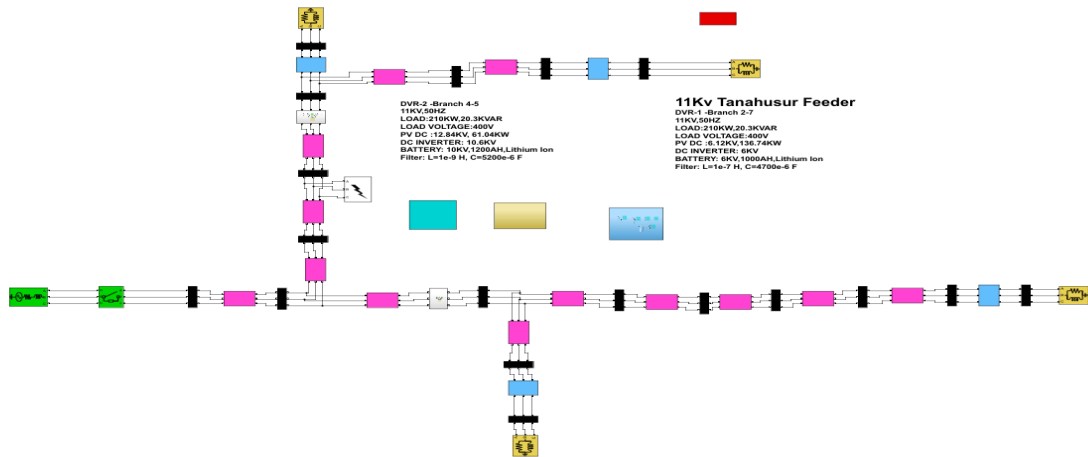 DVR-2 -Branch 4-5
11KV,50HZ
LOAD:210KW,20.3KVAR
LOAD VOLTAGE:400V
PV DC :12.84KV, 61.04KW
DC INVERTER: 10.6KV
BATTERY: 10KV,1200AH,Lithium Ion
Filter: L=1e-9 H, C=5200e-6 F
11Kv Tanahusur Feeder
DVR-1 -Branch 2-7
11KV,50HZ
LOAD:210KW,20.3KVAR
LOAD VOLTAGE:400V
PV DC :6.12KV,136.74KW
DC INVERTER: 6KV
BATTERY: 6KV,1000AH,Lithium Ion
Filter: L=1e-7 H, C=4700e-6 F